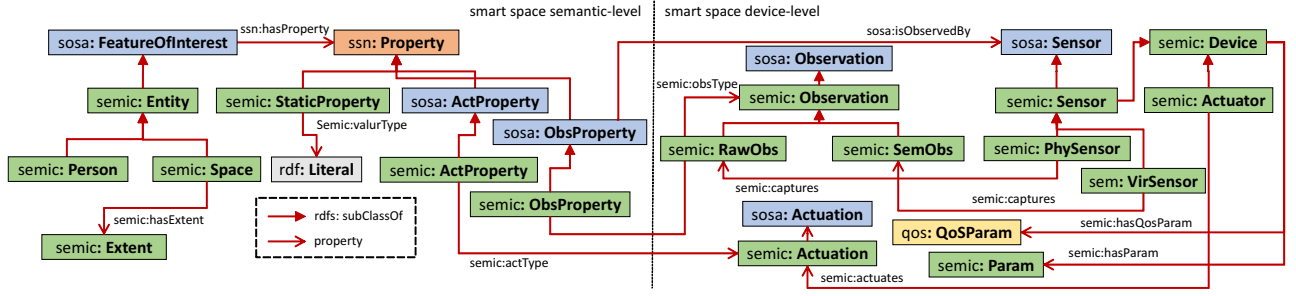 smart space semantic-level
smart space device-level
sosa: FeatureOfInterest
ssn:hasProperty
ssn: Property
sosa:isObservedBy
sosa: Sensor
semic: Device
sosa: Observation
semic:obsType
semic: Entity
semic: StaticProperty
sosa: ActProperty
semic: Observation
semic: Sensor
semic: Actuator
Semic:valurType
sosa: ObsProperty
semic: Person
semic: Space
rdf: Literal
semic: ActProperty
semic: RawObs
semic: SemObs
semic: PhySensor
sem: VirSensor
semic:captures
semic:captures
semic: ObsProperty
semic:hasExtent
rdfs: subClassOf
property
semic: Extent
sosa: Actuation
semic:hasQosParam
qos: QoSParam
semic: Actuation
semic:actType
semic:hasParam
semic: Param
semic:actuates